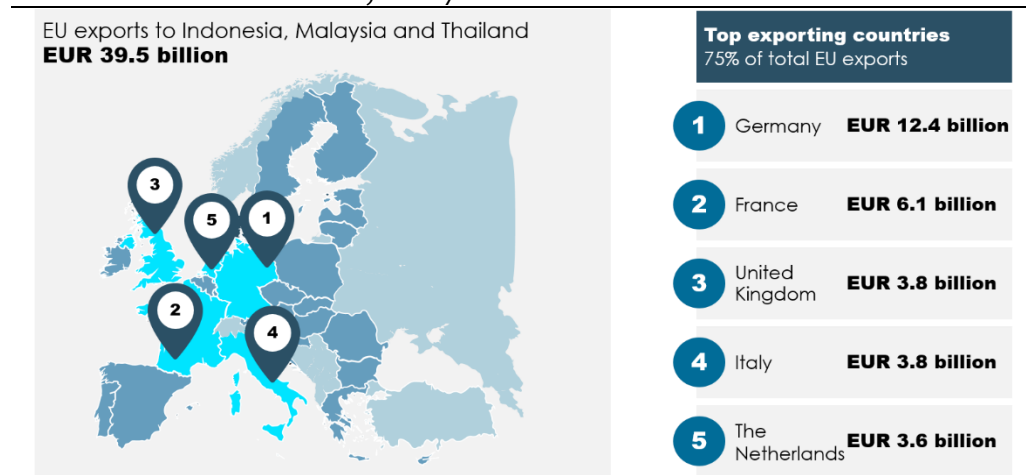 EU exports to Indonesia, Malaysia and Thailand
EUR 39.5 billion
Top exporting countries
75% of total EU exports
1 Germany EUR 12.4 billion
2 France EUR 6.1 billion
3 United
Kingdom EUR 3.8 billion
4 Italy EUR 3.8 billion
5 The
Netherlands EUR 3.6 billion
3
5
1
2
4